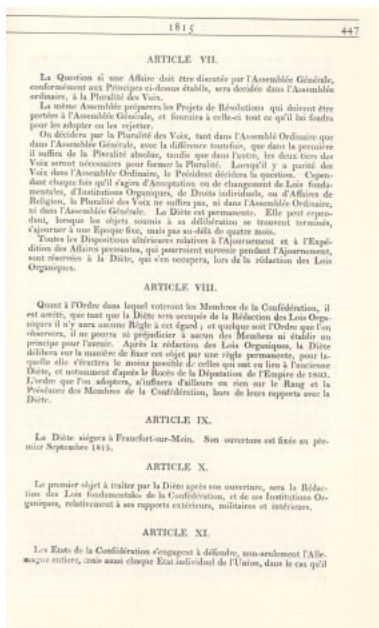 1815
447
ARTICLE VII.
La Question si une Affaire doit être discutée par l'Assemblée Générale,
conformément aux Principes ci-dessus établis, sera decidée dans l'Assemblée
ordinaire, à la Pluralité des Voix.
La même Assemblée préparera les Projets de Résolutions qui doivent être
portées à l'Assemblée Générale, et fournira à celle-ci tout ce qu'il lui faudra
pour les adopter ou les rejetter.
On décidera par la Pluralité des Voix, tant dans l'Assemblé Ordinaire que
dans l'Assemblée Générale, avec la différence toutefois, que dans la première
il suffira de la Pluralité absolue, tandis que dans l'autre, les deux tiers des
Voix seront nécessaires pour former la Pluralité. Lorsqu'il y a parité des
Voix dans l'Assemblée Ordinaire, le Président décidera la question. Cepen-
dant chaque fois qu'il s'agira d'Acceptation ou de changement de Lois fonda-
mentales, d'Institutions Organiques, de Droits individuels, ou d'Affaires de
Religion, la Pluralité des Voix ne suffira pas, ni dans l'Assemblée Ordinaire,
ni dans l'Assemblée Générale. La Diète est permanente. Elle peut cepen-
dant, lorsque les objets soumis à sa délibération se trouvent terminés,
s'ajourner à une Epoque fixe, mais pas au-delà de quatre mois.
Toutes les Dispositions ultérieures relatives à l'Ajournement et à l'Expé-
dition des Affaires pressantes, qui pourroient survenir pendant l'Ajournement,
sont réservées à la Diète, qui s'en occupera, lors de la rédaction des Lois
Organiques.
ARTICLE VIII.
Quant à l'Ordre dans lequel voteront les Membres de la Confédération, il
est arrêté, que tant que la Diète sera occupée de la Rédaction des Lois Orga-
niques il n'y aura aucune Règle à cet égard ; et quelque soit l'Ordre que l'on
observera, il ne pourra ni préjudicier à aucun des Membres ni établir un
principe pour l'avenir. Après la rédaction des Lois Organiques, la Diète
délibera sur la manière de fixer cet objet par une règle permanente, pour la-
quelle elle s'écartera le moins possible de celles qui ont eu lieu à l'ancienne
Diète, et notamment d'après le Recès de la Députation de l'Empire de 1803.
L'ordre que l'on adoptera, n'influera d'ailleurs en rien sur le Rang et la
Préséance des Membres de la Confédération, hors de leurs rapports avec la
Diète.
ARTICLE IX.
La Diète siégera à Francfort-sur-Mein. Son ouverture est fixée au pre-
mier Septembre 1815.
ARTICLE X.
Le premier objet à traiter par la Diète après son ouverture, sera la Rédac-
tion des Lois fondamentales de la Confédération, et de ses Institutions Or-
ganiques, relativement à ses rapports extérieurs, militaires et intérieurs.
ARTICLE XI.
Les Etats de la Confédération s'engagent à défendre, non-seulement l'Alle-
magne entière, mais aussi chaque Etat individuel de l'Union, dans le cas qu'il